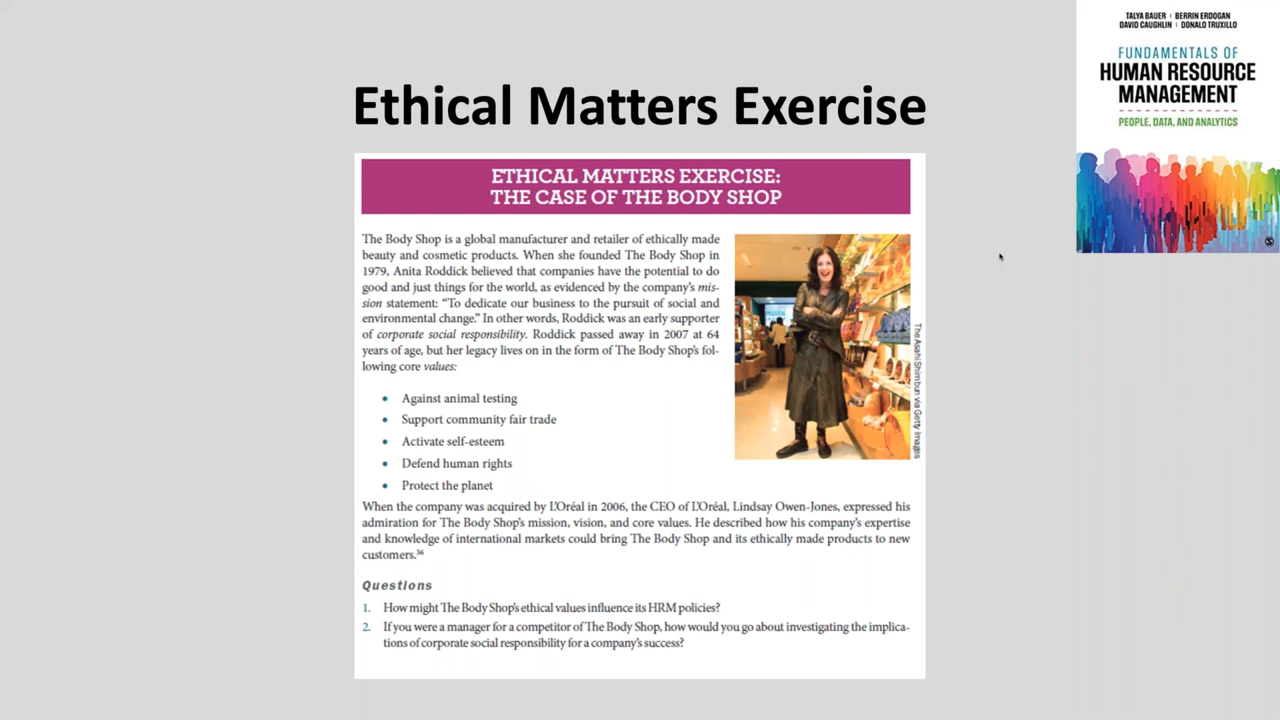 TALYA BAUER | BERRIN ERDOGAN
DAVID CAUGHLIN | DONALD TRUXILLO
FUNDAMENTALS OF
HUMAN RESOURCE
MANAGEMENT
PEOPLE, DATA, AND ANALYTICS
Ethical Matters Exercise
ETHICAL MATTERS EXERCISE:
THE CASE OF THE BODY SHOP
The Body Shop is a global manufacturer and retailer of ethically made
beauty and cosmetic products. When she founded The Body Shop in
1979, Anita Roddick believed that companies have the potential to do
good and just things for the world, as evidenced by the company's mis-
sion statement: “To dedicate our business to the pursuit of social and
environmental change.” In other words, Roddick was an early supporter
of corporate social responsibility. Roddick passed away in 2007 at 64
years of age, but her legacy lives on in the form of The Body Shop's fol-
lowing core values:
• Against animal testing
• Support community fair trade
• Activate self-esteem
• Defend human rights
• Protect the planet
The Asahi Shimbun via Getty Images
When the company was acquired by L'Oréal in 2006, the CEO of L'Oréal, Lindsay Owen-Jones, expressed his
admiration for The Body Shop's mission, vision, and core values. He described how his company's expertise
and knowledge of international markets could bring The Body Shop and its ethically made products to new
customers.36
Questions
1. How might The Body Shop's ethical values influence its HRM policies?
2. If you were a manager for a competitor of The Body Shop, how would you go about investigating the implica-
tions of corporate social responsibility for a company's success?